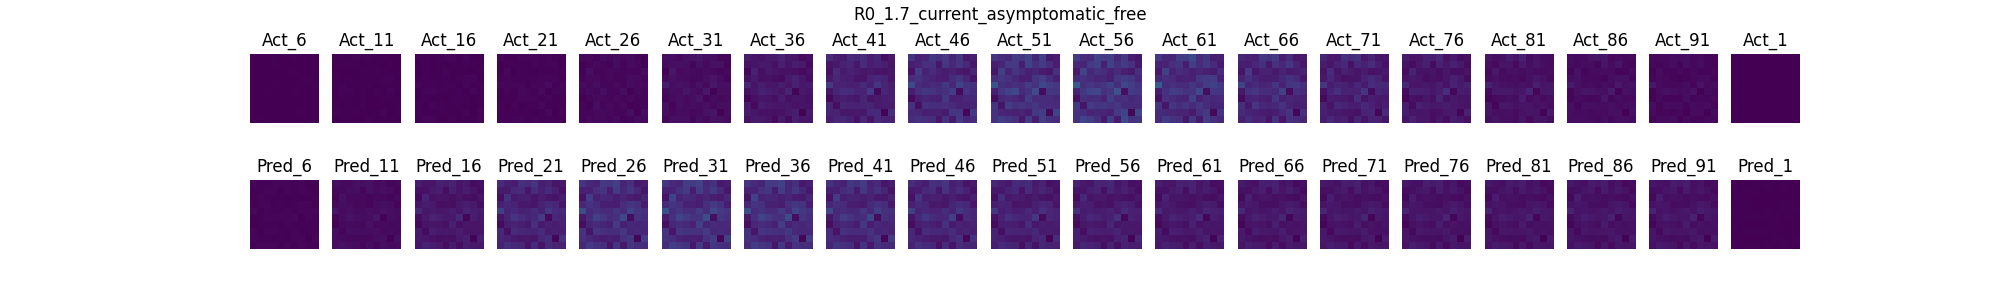 R0_1.7_current_asymptomatic_free
Act_6 Act_11 Act_16 Act_21 Act_26 Act_31 Act_36 Act_41 Act_46 Act_51 Act_56 Act_61 Act_66 Act_71 Act_76 Act_81 Act_86 Act_91 Act_1
Pred_6 Pred_11 Pred_16 Pred_21 Pred_26 Pred_31 Pred_36 Pred_41 Pred_46 Pred_51 Pred_56 Pred_61 Pred_66 Pred_71 Pred_76 Pred_81 Pred_86 Pred_91 Pred_1